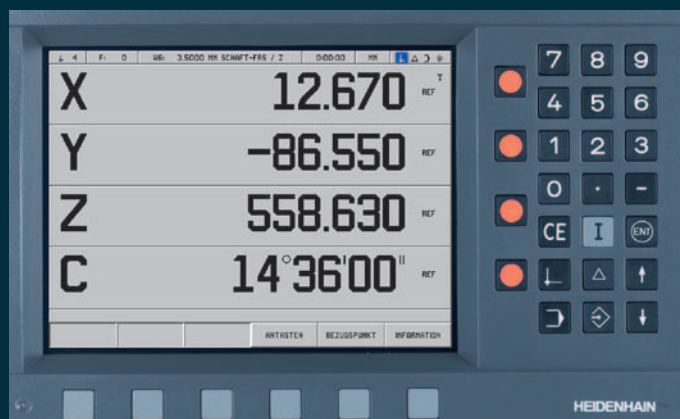 4 F: 0 W6: 3.5000 MM SCHAFT-FRS / Z 0:00:00 MM
X 12.670 REF T
Y -86.550 REF
Z 558.630 REF
C 14°36'00" REF
ANTASTEN BEZUGSPUNKT INFORMATION
7 8 9
4 5 6
1 2 3
0 . -
CE I ENT
HEIDENHAIN